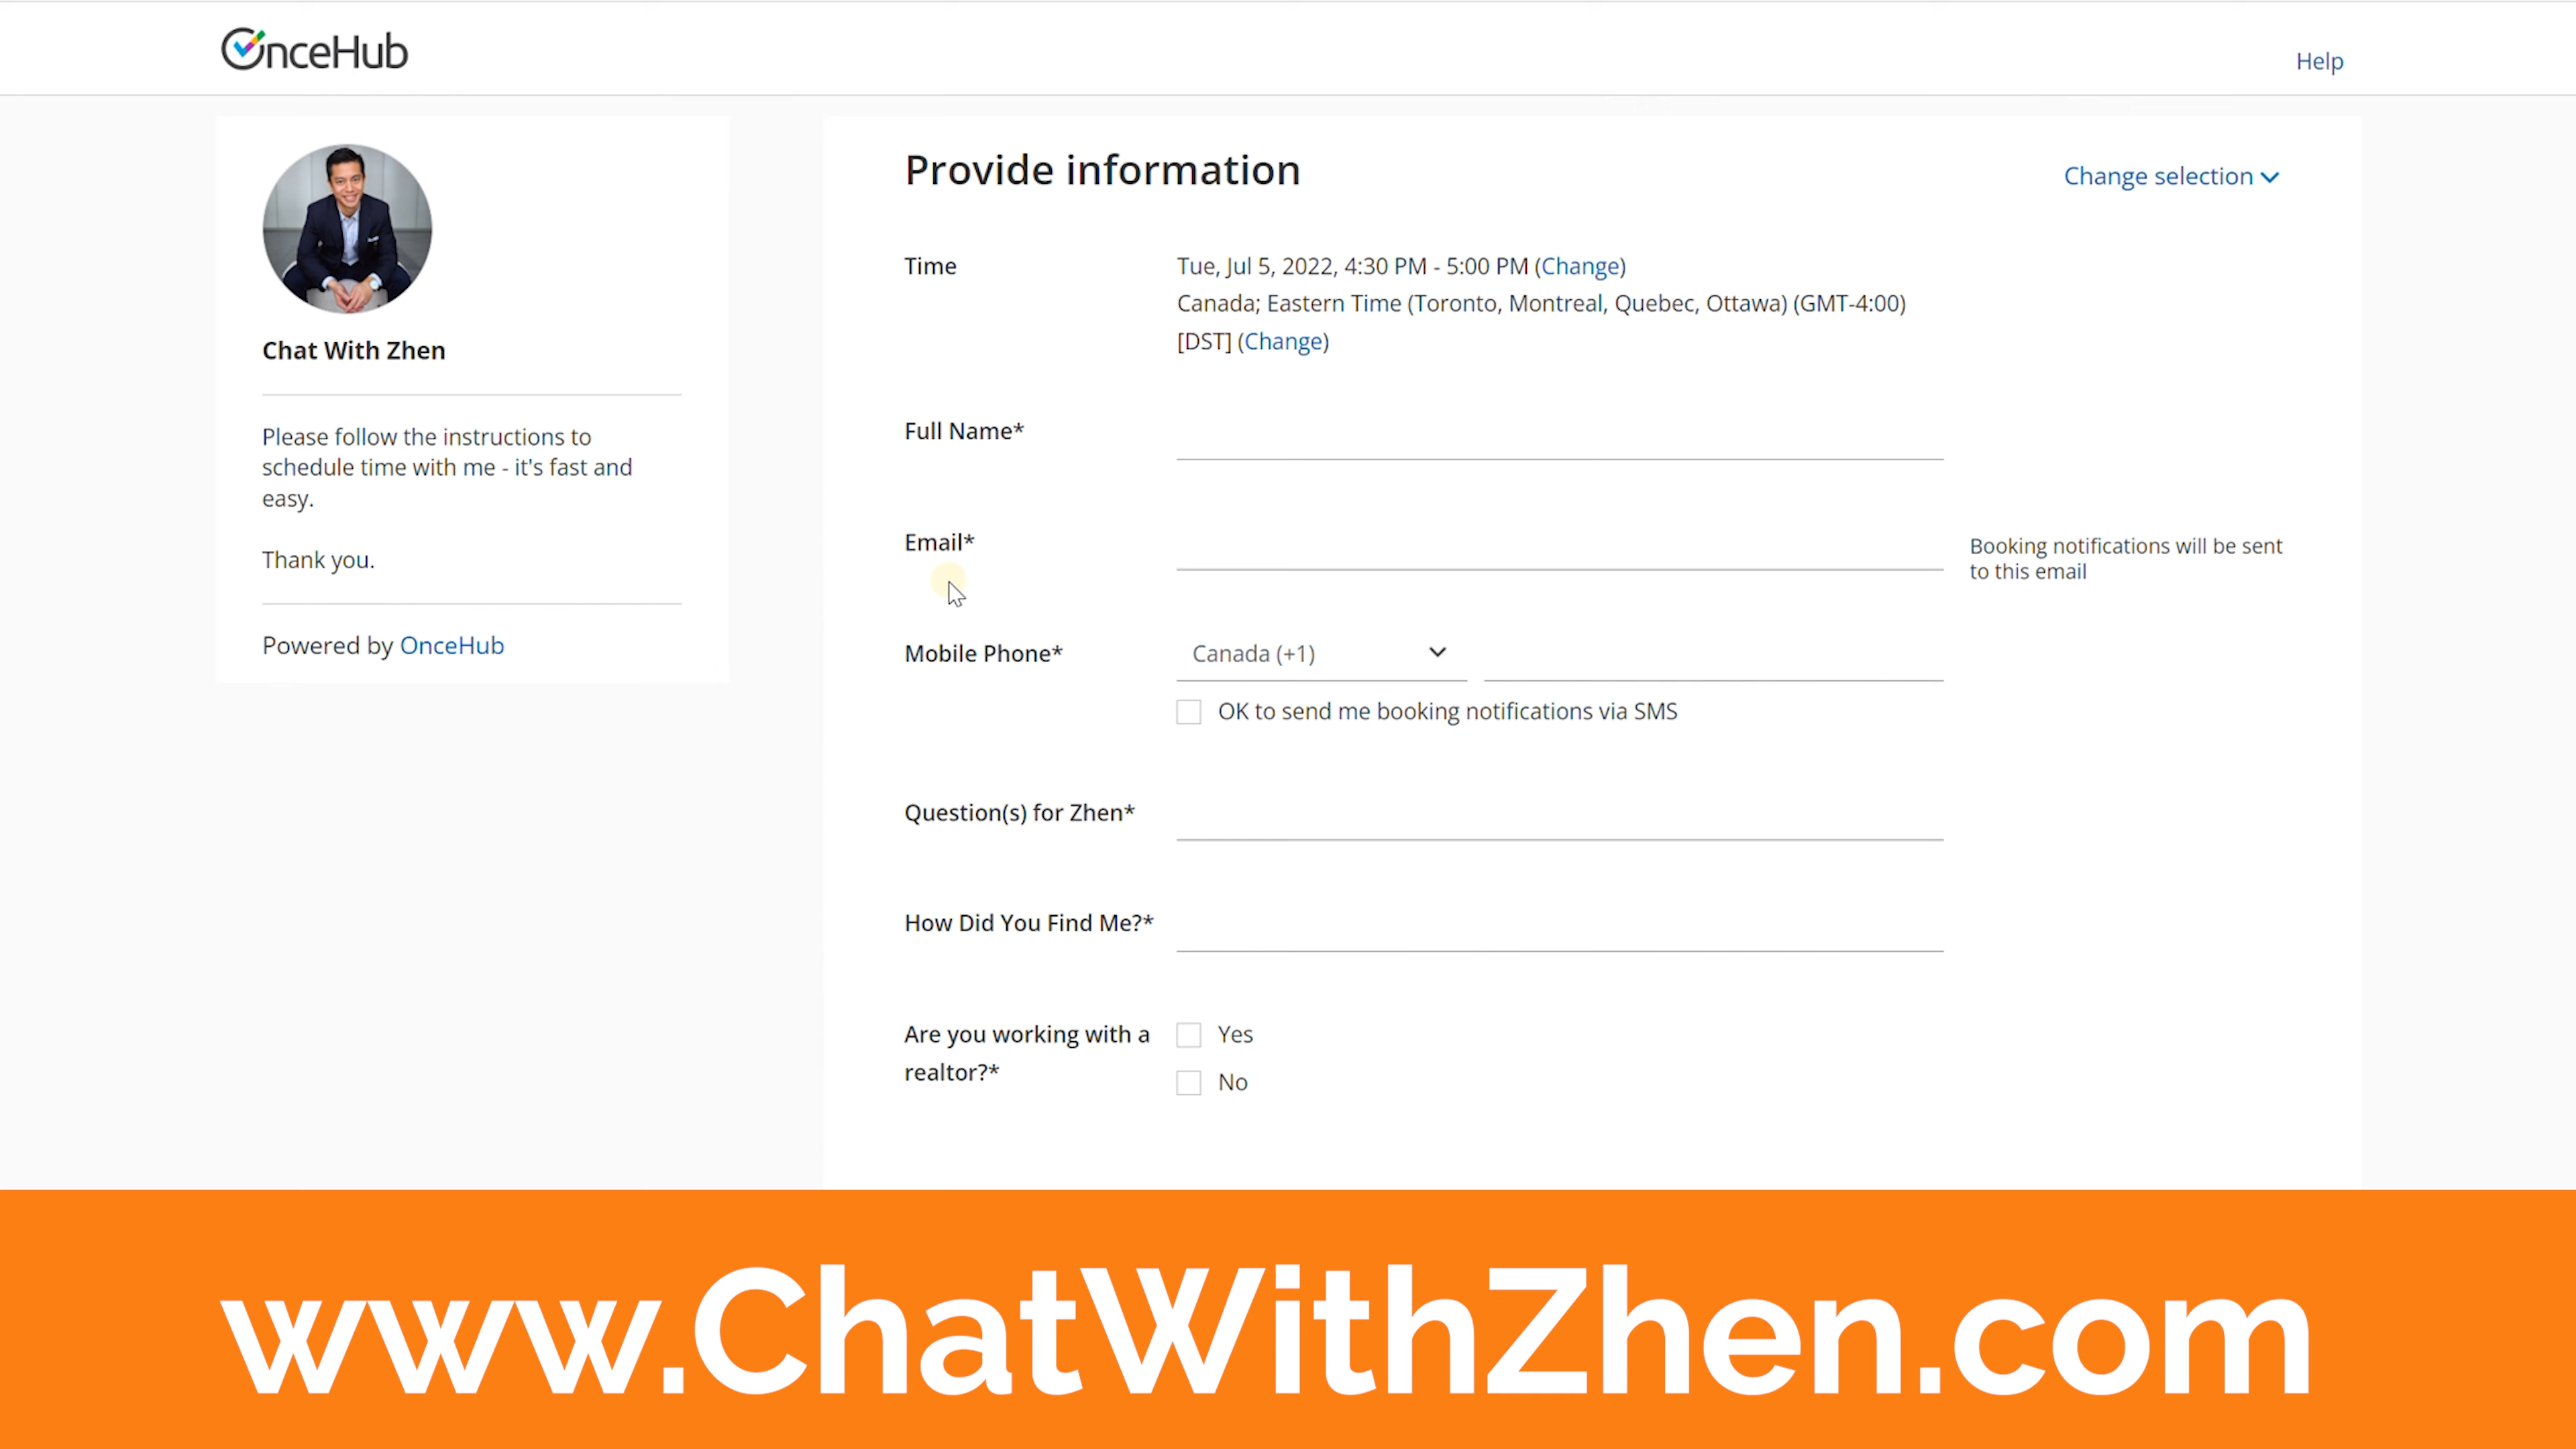 OnceHub
Help
Chat With Zhen
Please follow the instructions to
schedule time with me - it's fast and
easy.
Thank you.
Powered by OnceHub
Provide information
Change selection
Time
Tue, Jul 5, 2022, 4:30 PM - 5:00 PM (Change)
Canada; Eastern Time (Toronto, Montreal, Quebec, Ottawa) (GMT-4:00)
[DST] (Change)
Full Name*
Email*
Booking notifications will be sent
to this email
Mobile Phone*
Canada (+1)
OK to send me booking notifications via SMS
Question(s) for Zhen*
How Did You Find Me?*
Are you working with a
realtor?*
Yes
No
www.ChatWithZhen.com